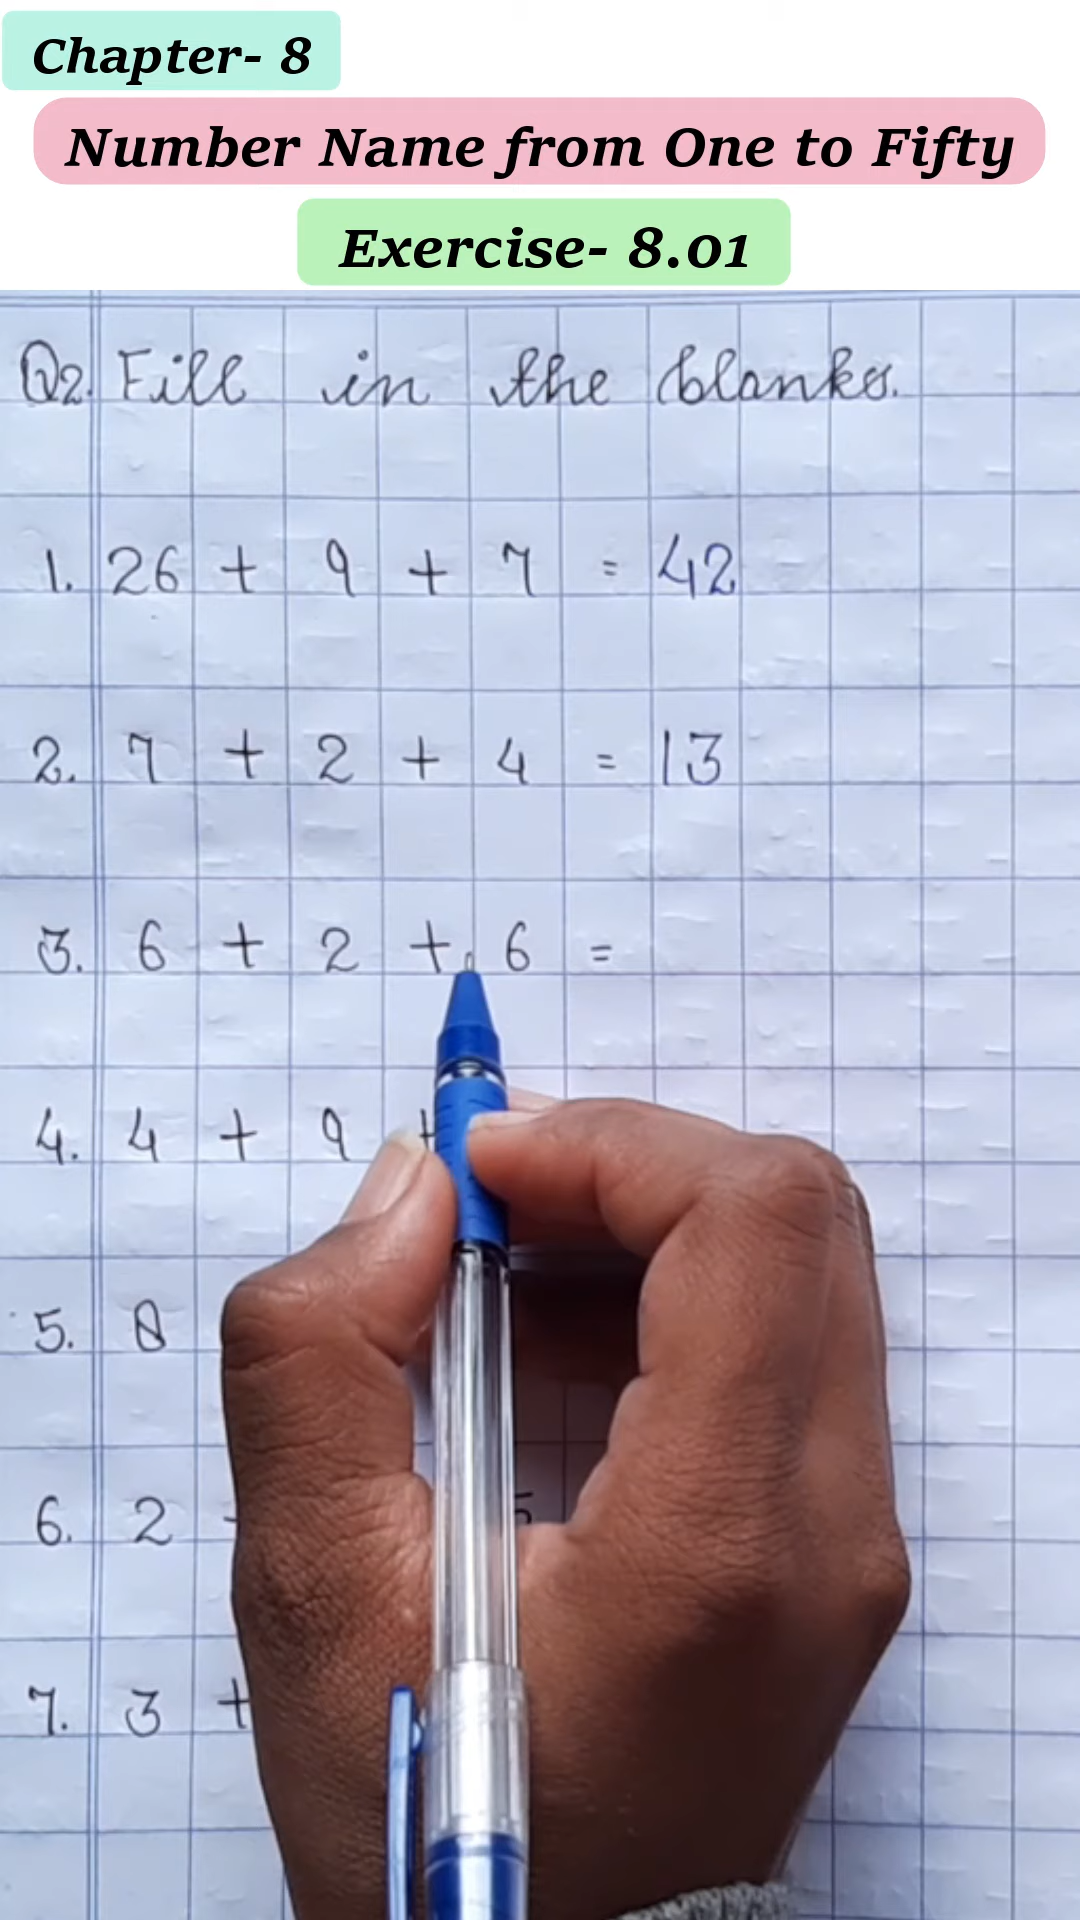 Chapter- 8
Number Name from One to Fifty
Exercise- 8.01
Q2. Fill in the blanks.
1. 26 + 9 + 7 = 42
2. 7 + 2 + 4 = 13
3. 6 + 2 + 6 =
4. 4 + 9 +
5. 8
6. 2 - 5
7. 3 +